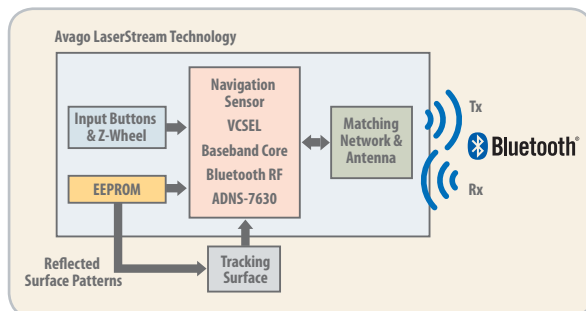 Avago LaserStream Technology
Input Buttons
& Z-Wheel
EEPROM
Navigation
Sensor
VCSEL
Baseband Core
Bluetooth RF
ADNS-7630
Matching
Network &
Antenna
Tx
Bluetooth®
Rx
Reflected
Surface Patterns
Tracking
Surface